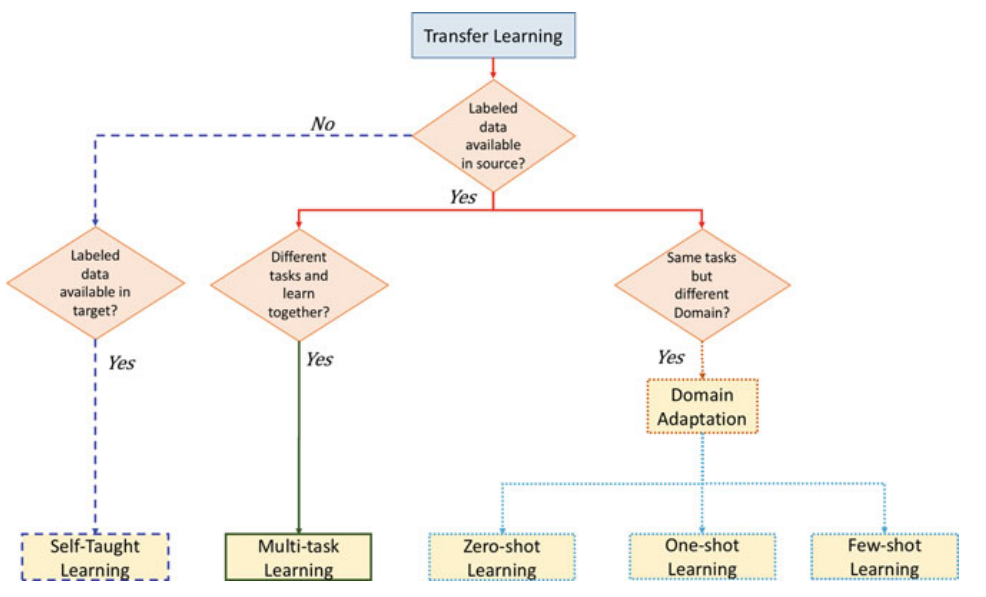 Transfer Learning
Labeled
data
available
in source?
No
Yes
Labeled
data
available in
target?
Different
tasks and
learn
together?
Same tasks
but
different
Domain?
Yes
Yes
Yes
Domain
Adaptation
Self-Taught
Learning
Multi-task
Learning
Zero-shot
Learning
One-shot
Learning
Few-shot
Learning